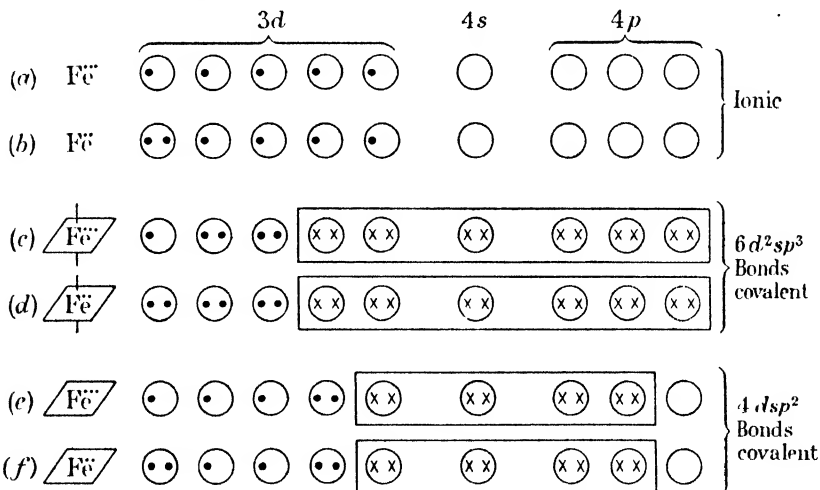 3d 4s 4p
(a) Fe···
(b) Fe··
Ionic
(c) Fe···
(d) Fe··
6 d²sp³
Bonds
covalent
(e) Fe···
(f) Fe··
4 dsp²
Bonds
covalent